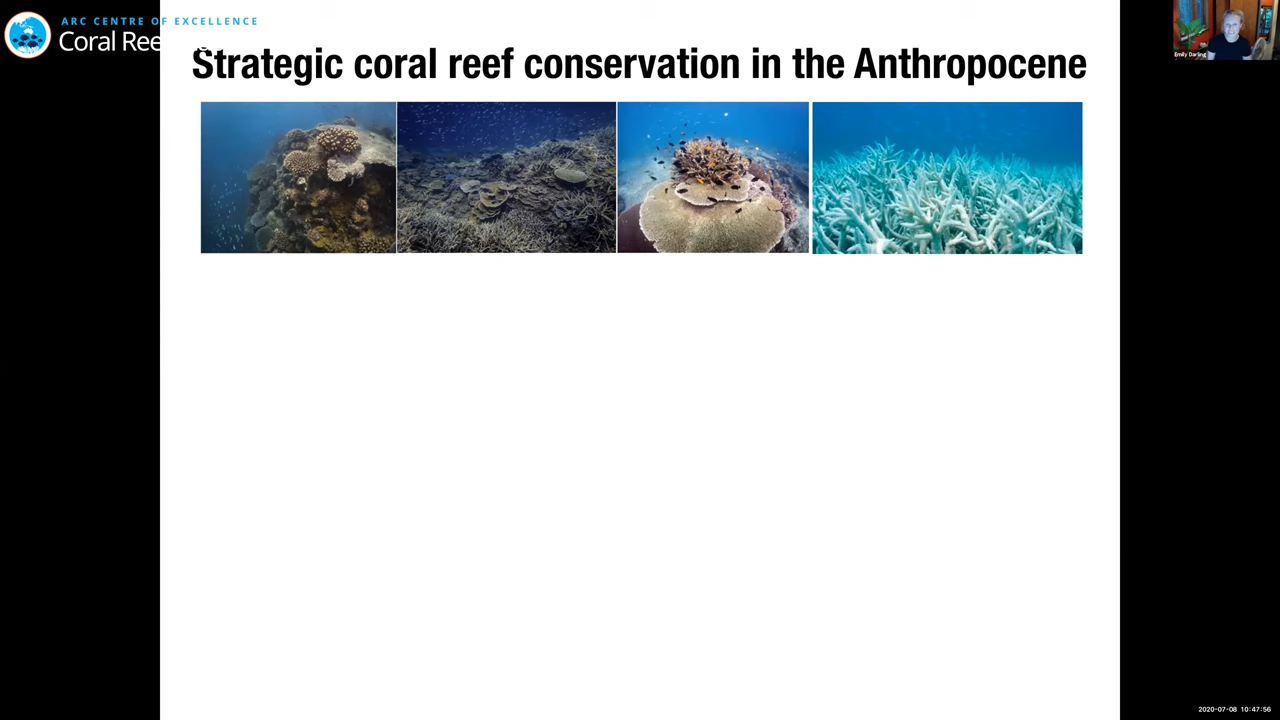 ARC CENTRE OF EXCELLENCE
Coral Ree
Strategic coral reef conservation in the Anthropocene
Emily Darling
2020-07-08 10:47:56